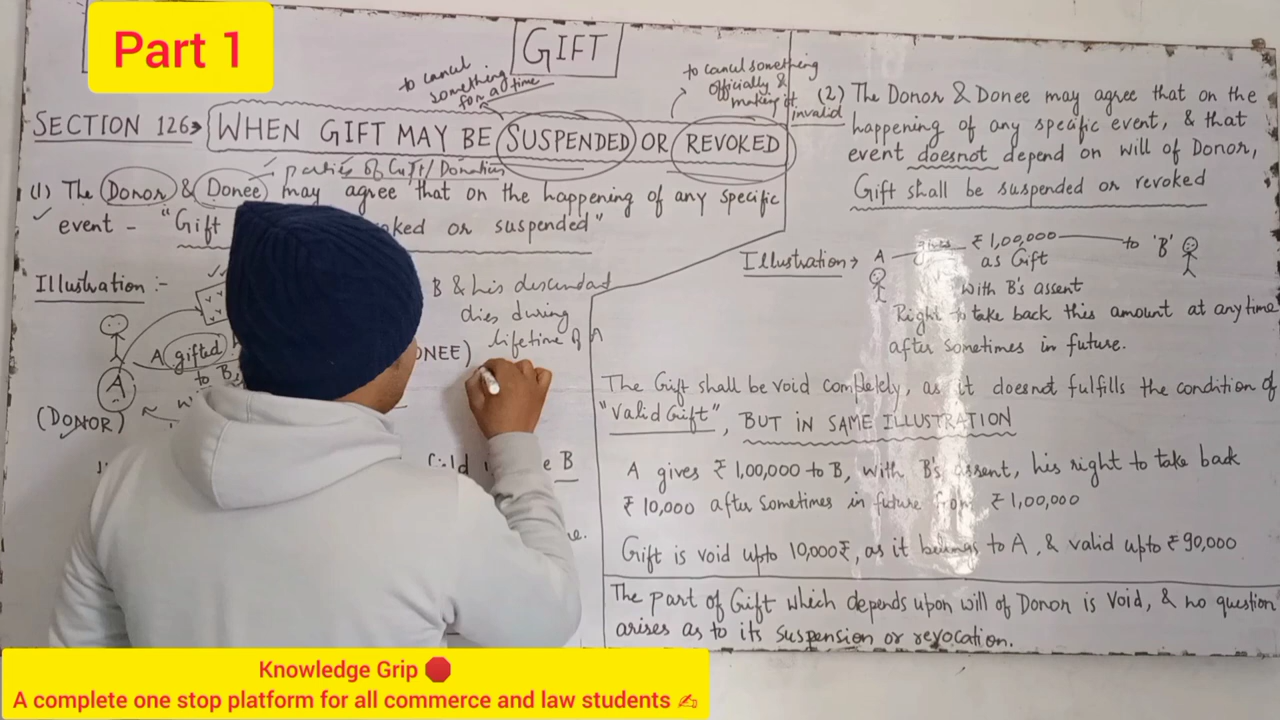 Part 1
GIFT
to cancel
something
for a time
to cancel something
officially &
making it
invalid
SECTION 126→ WHEN GIFT MAY BE SUSPENDED OR REVOKED
parties of Gift/Donation
(1) The Donor & Donee may agree that on the happening of any specific
event - "Gift oked or suspended"
Illustration :-
B & his descendant
dies during
lifetime of A
A gifted
to B,
ONEE)
A
(DONOR)
B
(2) The Donor & Donee may agree that on the
happening of any specific event, & that
event doesnot depend on will of Donor,
Gift shall be suspended or revoked
Illustration → A gives ₹ 1,00,000 to 'B'
as Gift
with B's assent
Right to take back this amount at anytime
after sometimes in future.
The Gift shall be void completely, as it doesnot fulfills the condition of
"Valid Gift", BUT IN SAME ILLUSTRATION
A gives ₹ 1,00,000 to B, with B's assent, his right to take back
₹ 10,000 after sometimes in future from ₹ 1,00,000
Gift is void upto 10,000₹, as it belongs to A, & valid upto ₹ 90,000
The part of Gift which depends upon will of Donor is void, & no question
arises as to its suspension or revocation.
Knowledge Grip 🛑
A complete one stop platform for all commerce and law students ✍